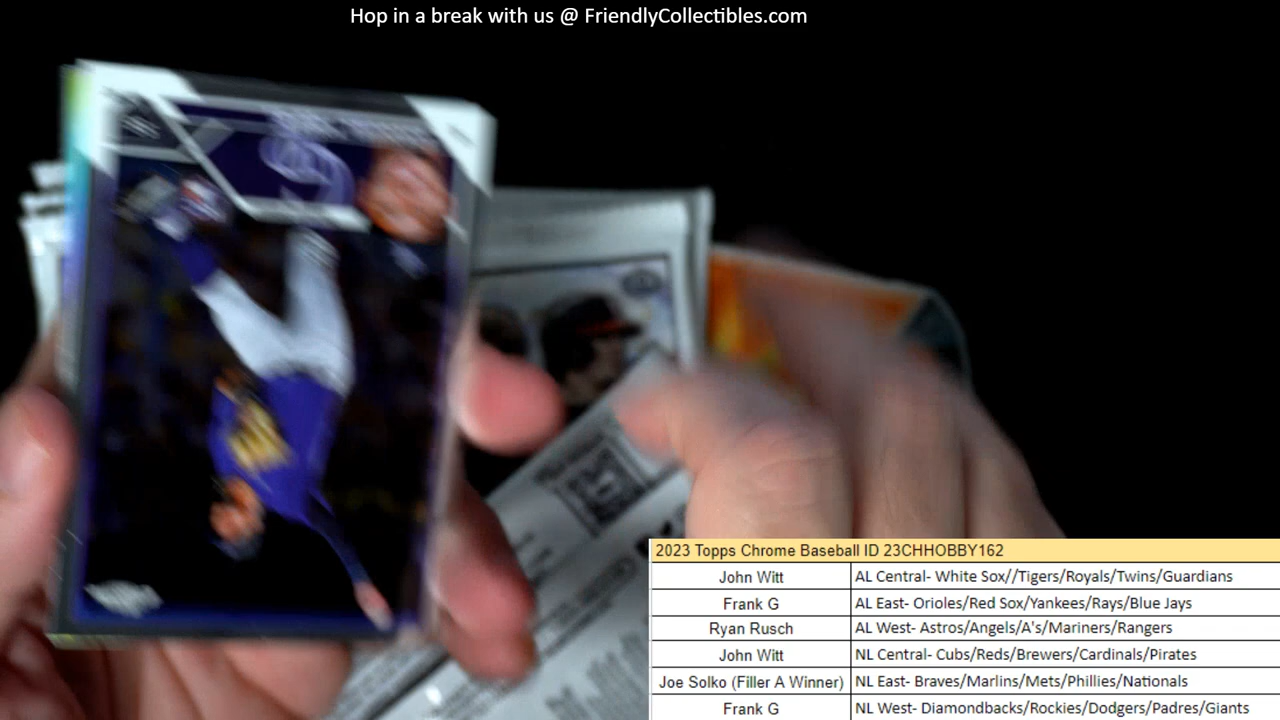 Hop in a break with us @ FriendlyCollectibles.com
2023 Topps Chrome Baseball ID 23CHHOBBY162
John Witt AL Central- White Sox//Tigers/Royals/Twins/Guardians
Frank G AL East- Orioles/Red Sox/Yankees/Rays/Blue Jays
Ryan Rusch AL West- Astros/Angels/A's/Mariners/Rangers
John Witt NL Central- Cubs/Reds/Brewers/Cardinals/Pirates
Joe Solko (Filler A Winner) NL East- Braves/Marlins/Mets/Phillies/Nationals
Frank G NL West- Diamondbacks/Rockies/Dodgers/Padres/Giants